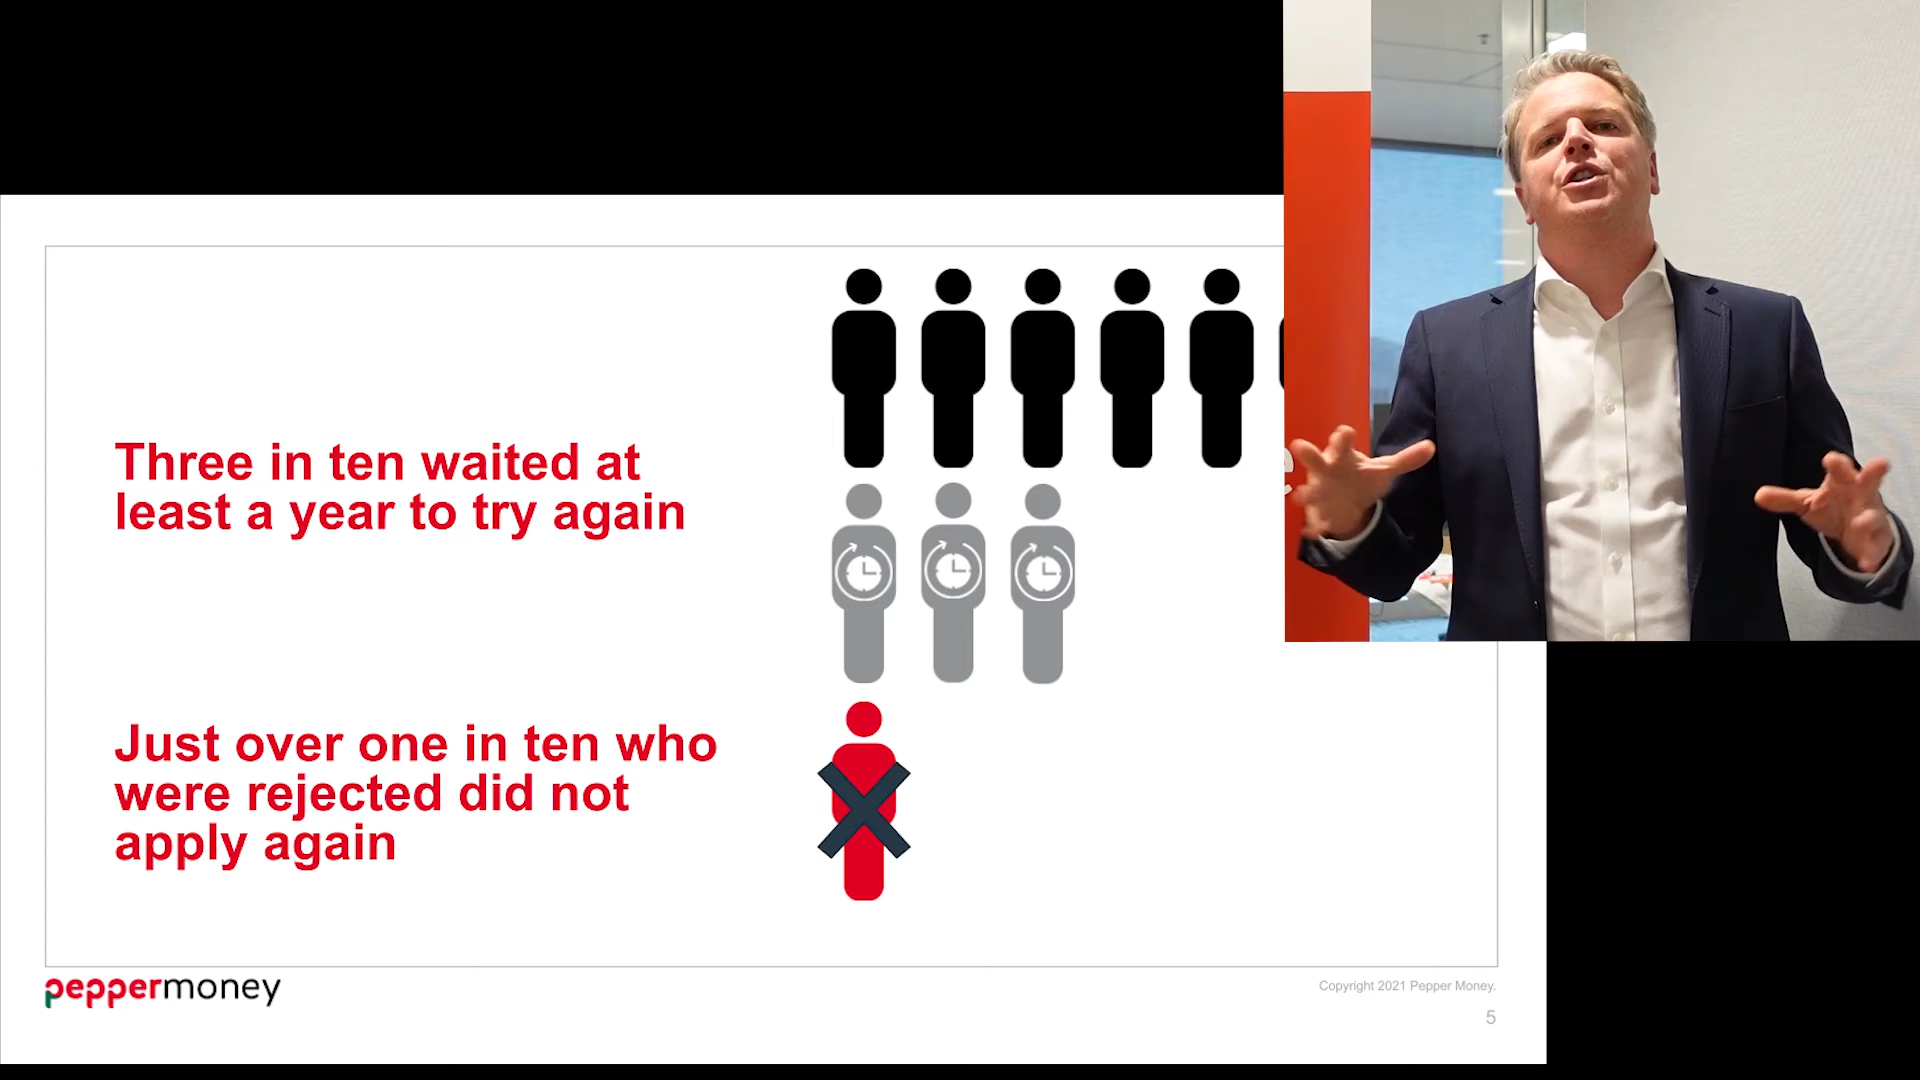 Three in ten waited at
least a year to try again
Just over one in ten who
were rejected did not
apply again
peppermoney
Copyright 2021 Pepper Money.
5